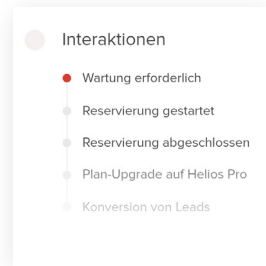 Interaktionen
Wartung erforderlich
Reservierung gestartet
Reservierung abgeschlossen
Plan-Upgrade auf Helios Pro
Konversion von Leads